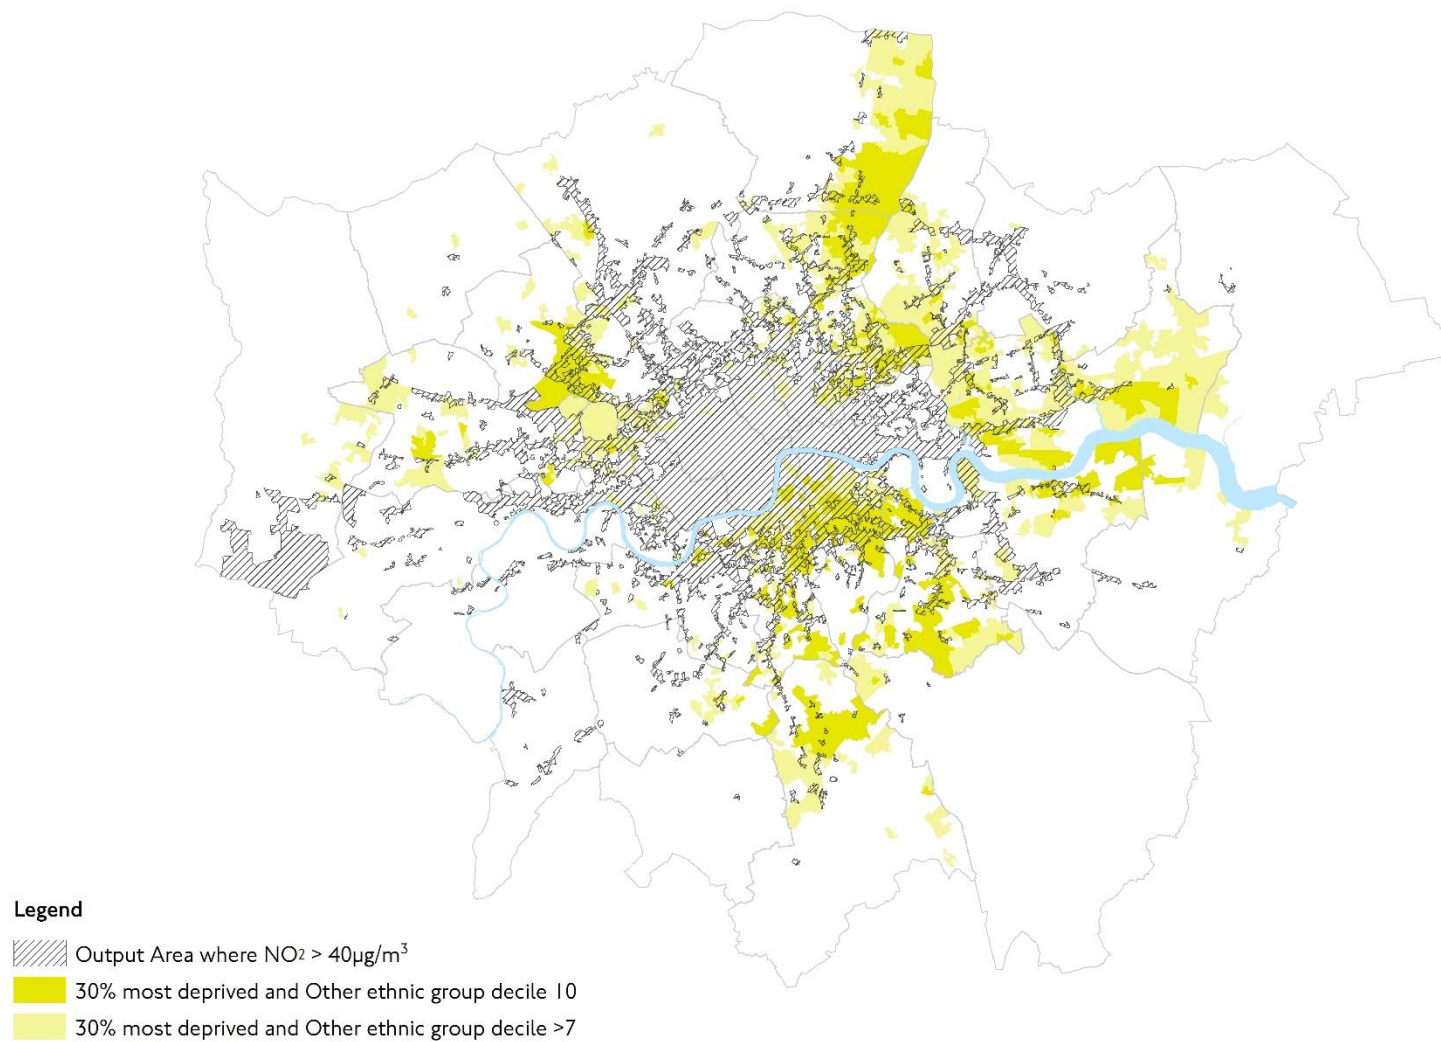 Legend
Output Area where NO2 > 40µg/m³
30% most deprived and Other ethnic group decile 10
30% most deprived and Other ethnic group decile >7